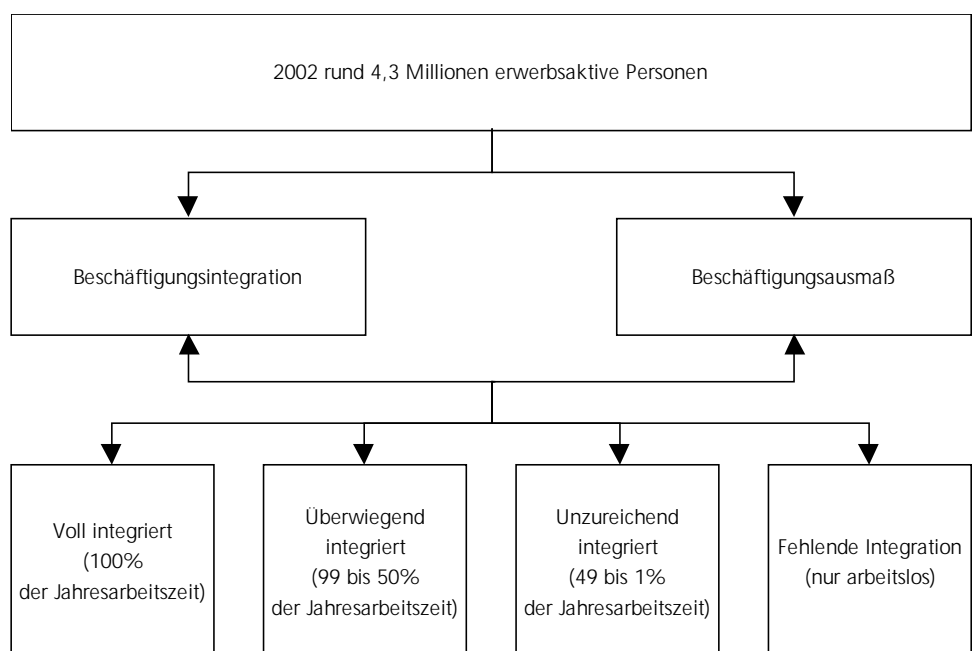 2002 rund 4,3 Millionen erwerbsaktive Personen
Beschäftigungsintegration
Beschäftigungsausmaß
Voll integriert
(100%
der Jahresarbeitszeit)
Überwiegend
integriert
(99 bis 50%
der Jahresarbeitszeit)
Unzureichend
integriert
(49 bis 1%
der Jahresarbeitszeit)
Fehlende Integration
(nur arbeitslos)